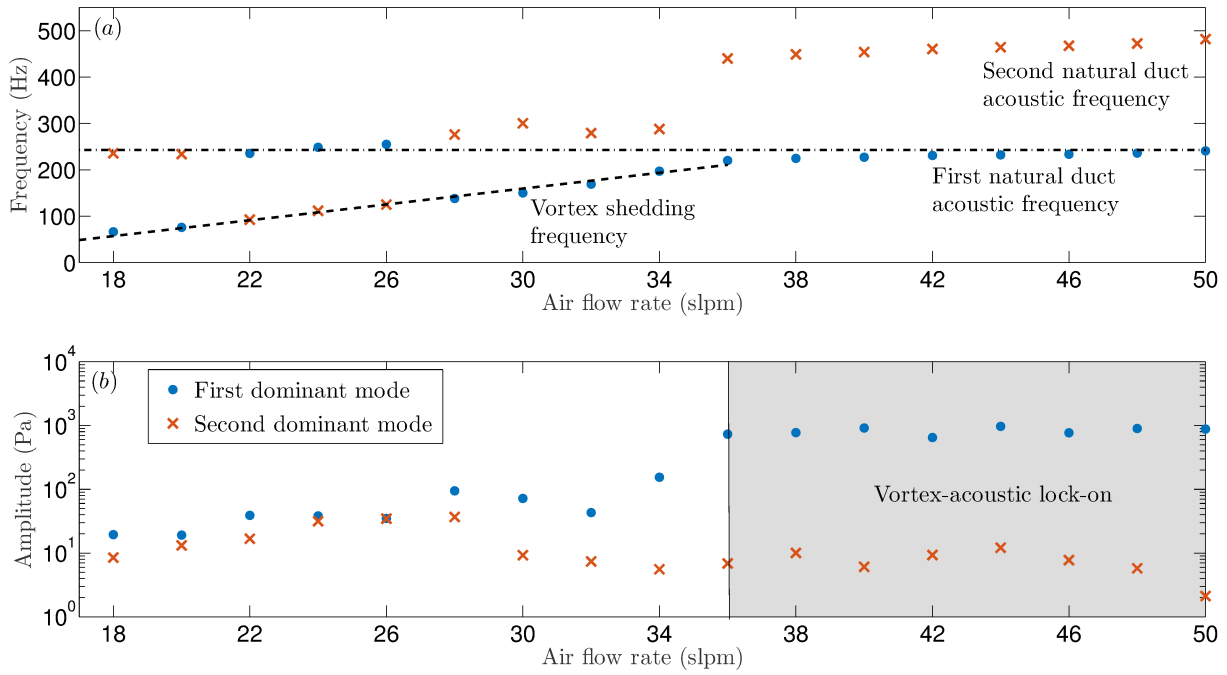 (a)
500
400
300
200
100
0
Frequency (Hz)
Second natural duct
acoustic frequency
First natural duct
acoustic frequency
Vortex shedding
frequency
18 22 26 30 34 38 42 46 50
Air flow rate (slpm)
(b)
10^4
10^3
10^2
10^1
10^0
Amplitude (Pa)
First dominant mode
Second dominant mode
Vortex-acoustic lock-on
18 22 26 30 34 38 42 46 50
Air flow rate (slpm)